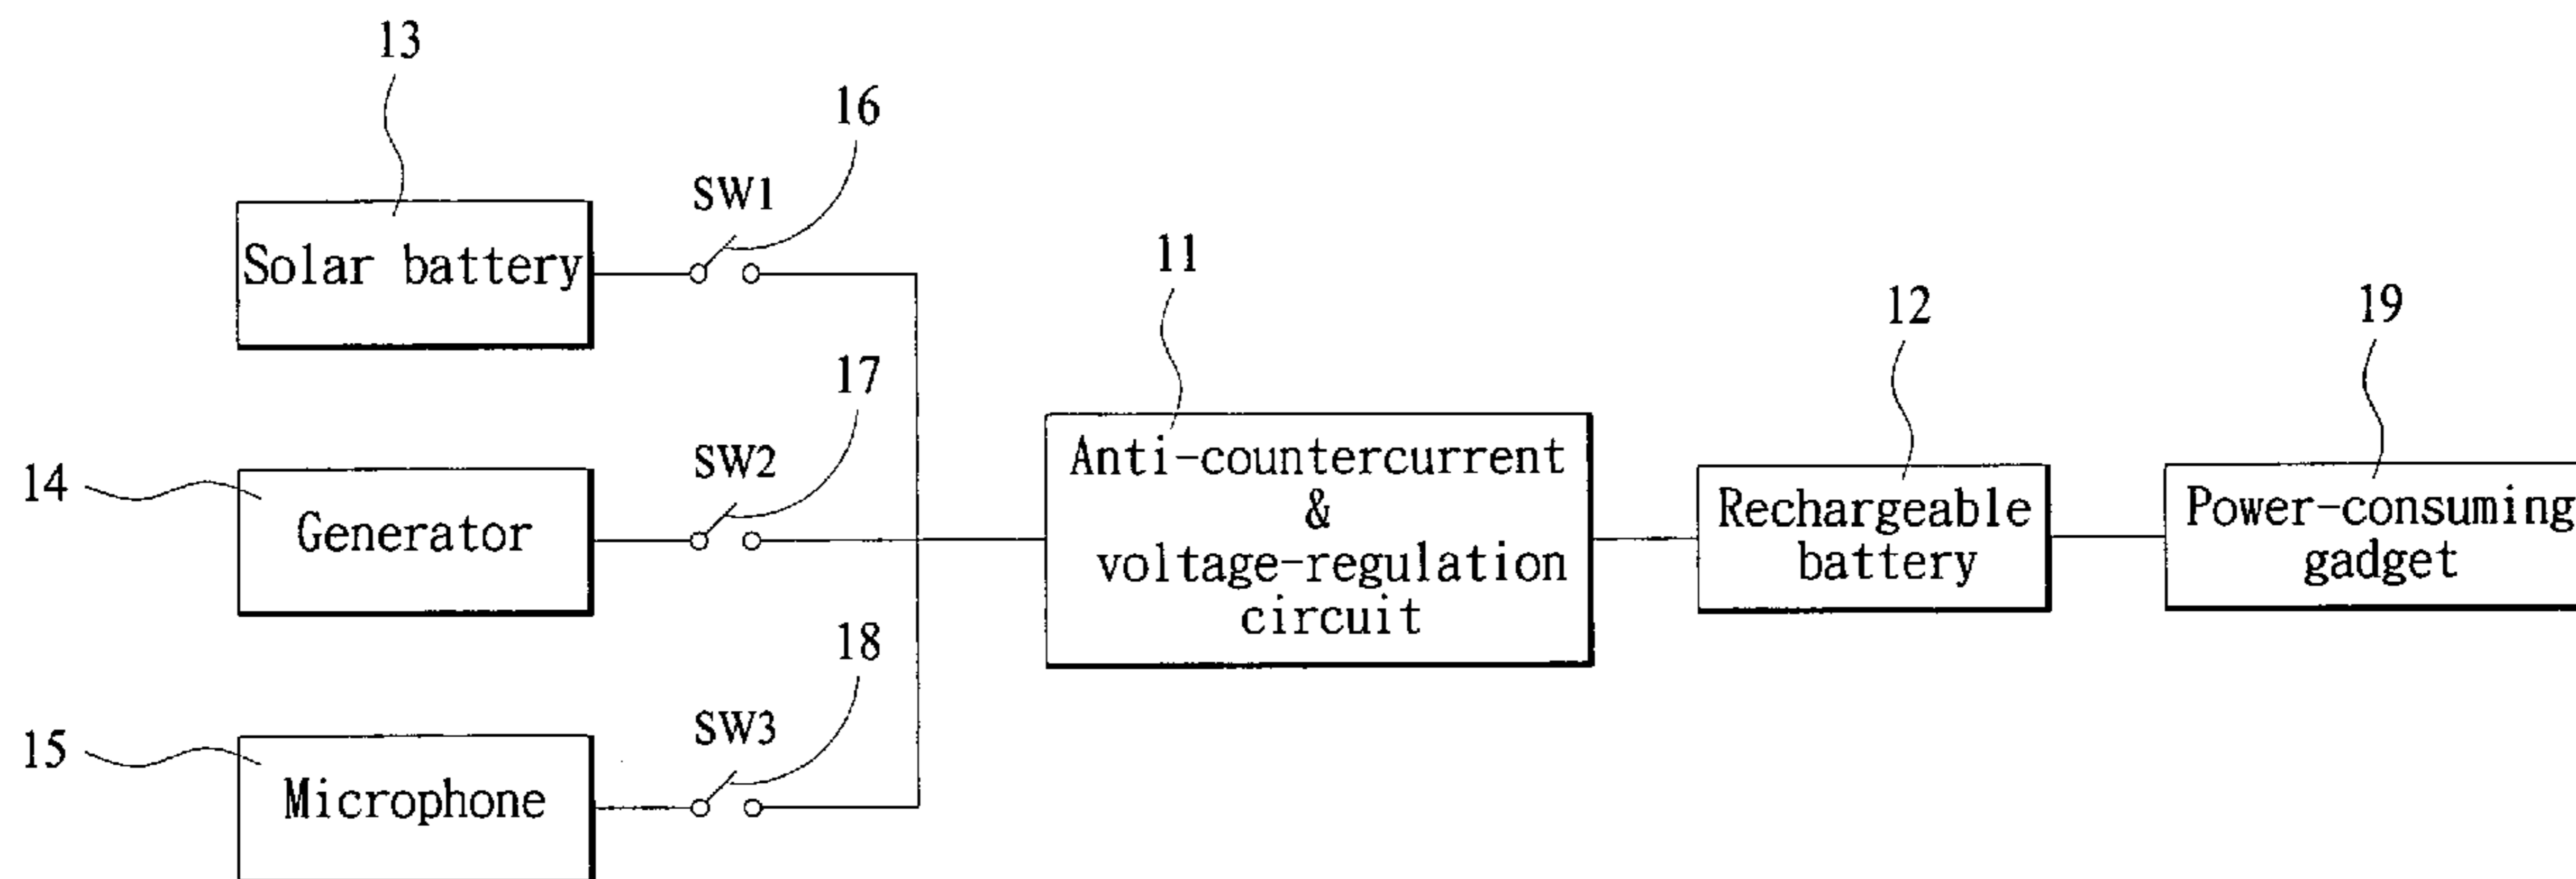 13
16
SW1
Solar battery
11
12
19
17
SW2
14
Generator
Anti-countercurrent
&
voltage-regulation
circuit
Rechargeable
battery
Power-consuming
gadget
18
SW3
15
Microphone